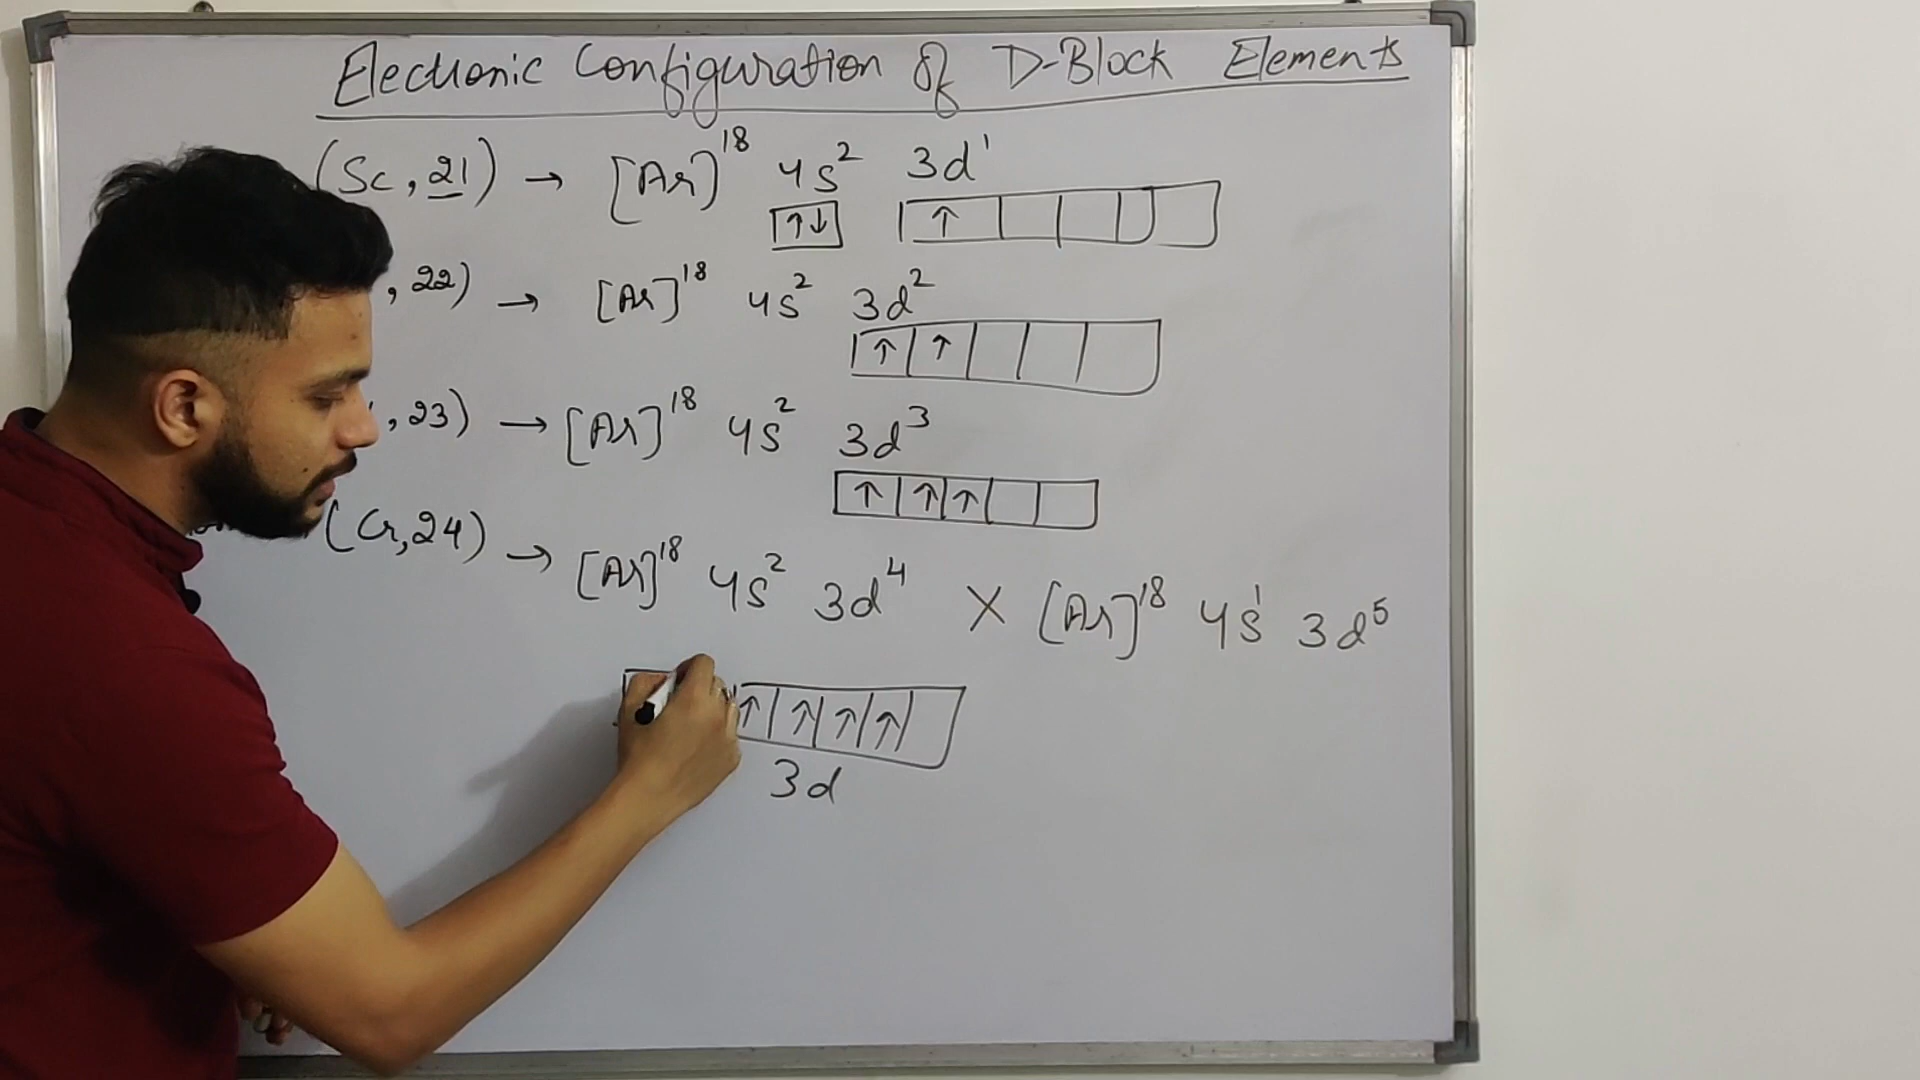 Electronic Configuration Of D-Block Elements
(Sc, 21) → [Ar]¹⁸ 4s² 3d¹
↑↓ ↑
, 22) → [Ar]¹⁸ 4s² 3d²
↑ ↑
, 23) → [Ar]¹⁸ 4s² 3d³
↑ ↑ ↑
(Cr, 24) → [Ar]¹⁸ 4s² 3d⁴ X [Ar]¹⁸ 4s¹ 3d⁵
↑ ↑ ↑ ↑
3d